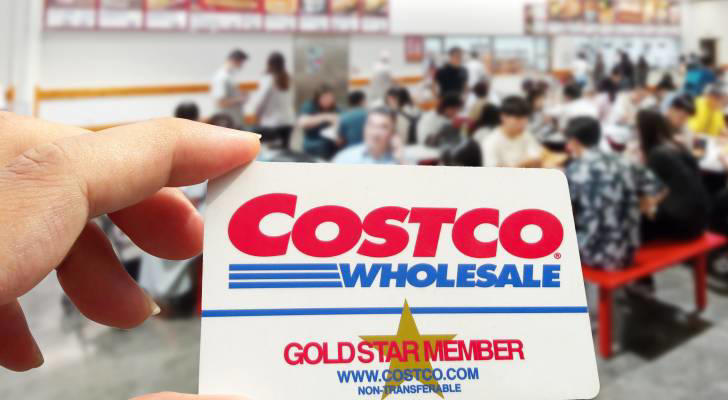 COSTCO®
WHOLESALE
GOLD STAR MEMBER
WWW.COSTCO.COM
NON-TRANSFERABLE